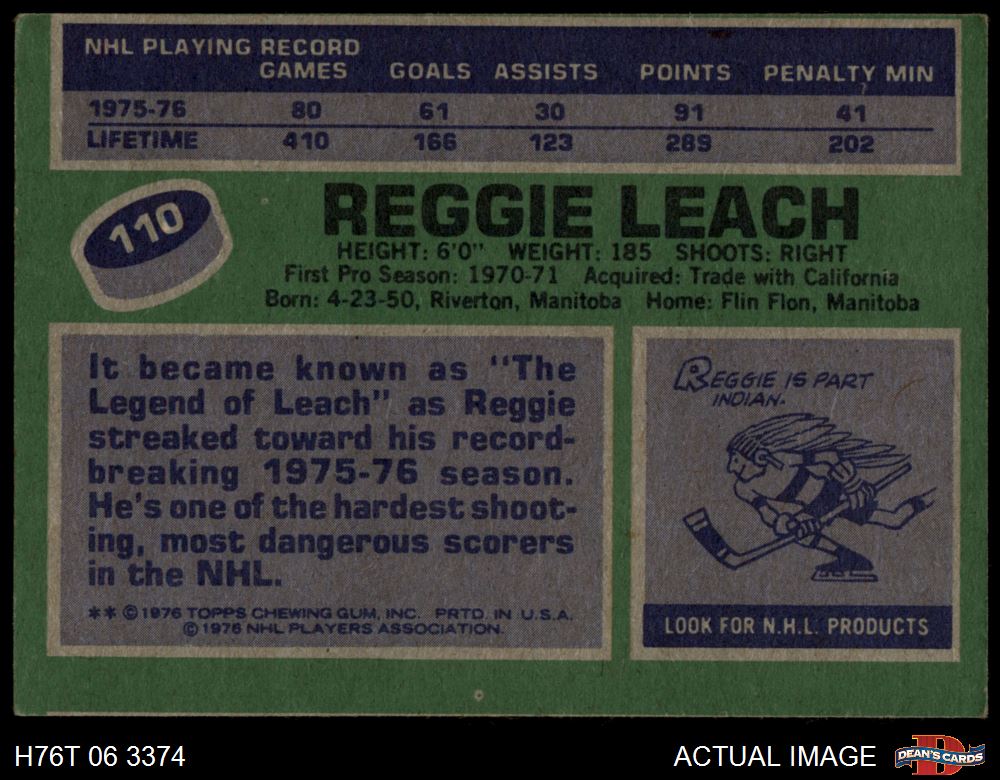 NHL PLAYING RECORD
GAMES GOALS ASSISTS POINTS PENALTY MIN
1975-76 80 61 30 91 41
LIFETIME 410 166 123 289 202
110
REGGIE LEACH
HEIGHT: 6'0" WEIGHT: 185 SHOOTS: RIGHT
First Pro Season: 1970-71 Acquired: Trade with California
Born: 4-23-50, Riverton, Manitoba Home: Flin Flon, Manitoba
It became known as "The
Legend of Leach" as Reggie
streaked toward his record-
breaking 1975-76 season.
He's one of the hardest shoot-
ing, most dangerous scorers
in the NHL.
** © 1976 TOPPS CHEWING GUM, INC. PRTD. IN U.S.A.
© 1976 NHL PLAYERS ASSOCIATION.
REGGIE IS PART
INDIAN.
LOOK FOR N.H.L. PRODUCTS
H76T 06 3374
ACTUAL IMAGE
D
DEAN'S CARDS